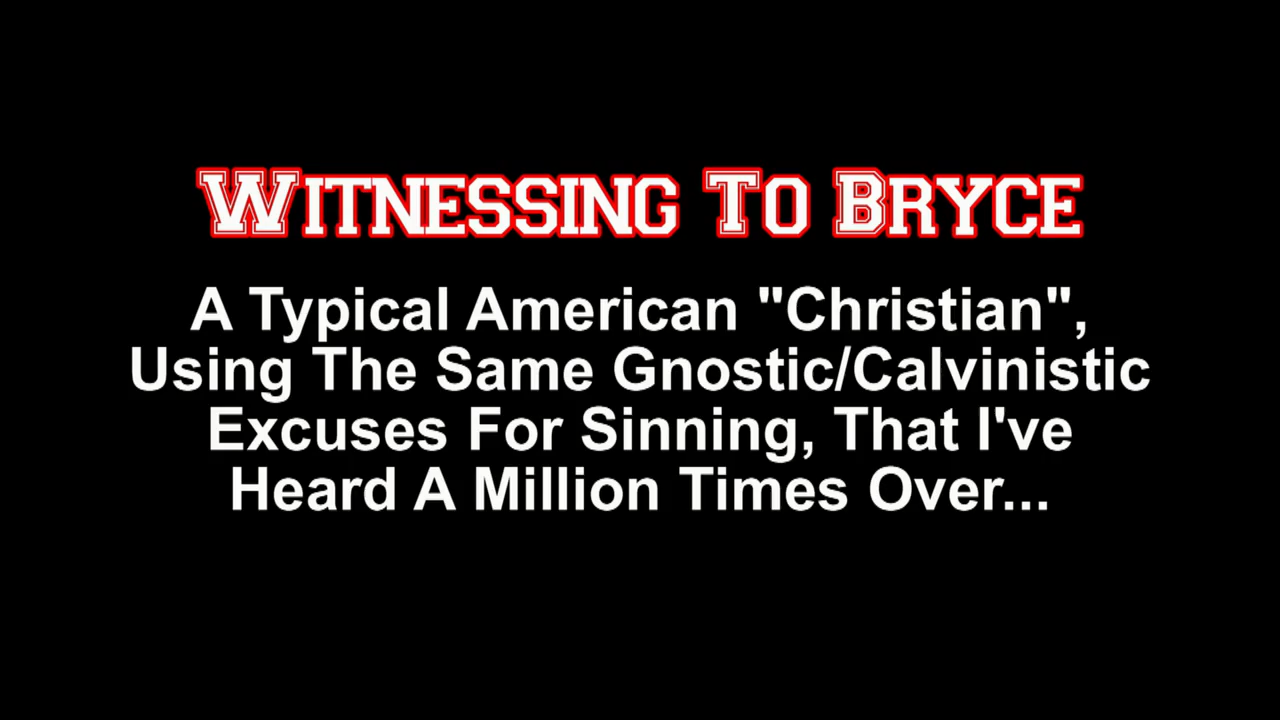 Witnessing To Bryce
A Typical American "Christian",
Using The Same Gnostic/Calvinistic
Excuses For Sinning, That I've
Heard A Million Times Over...